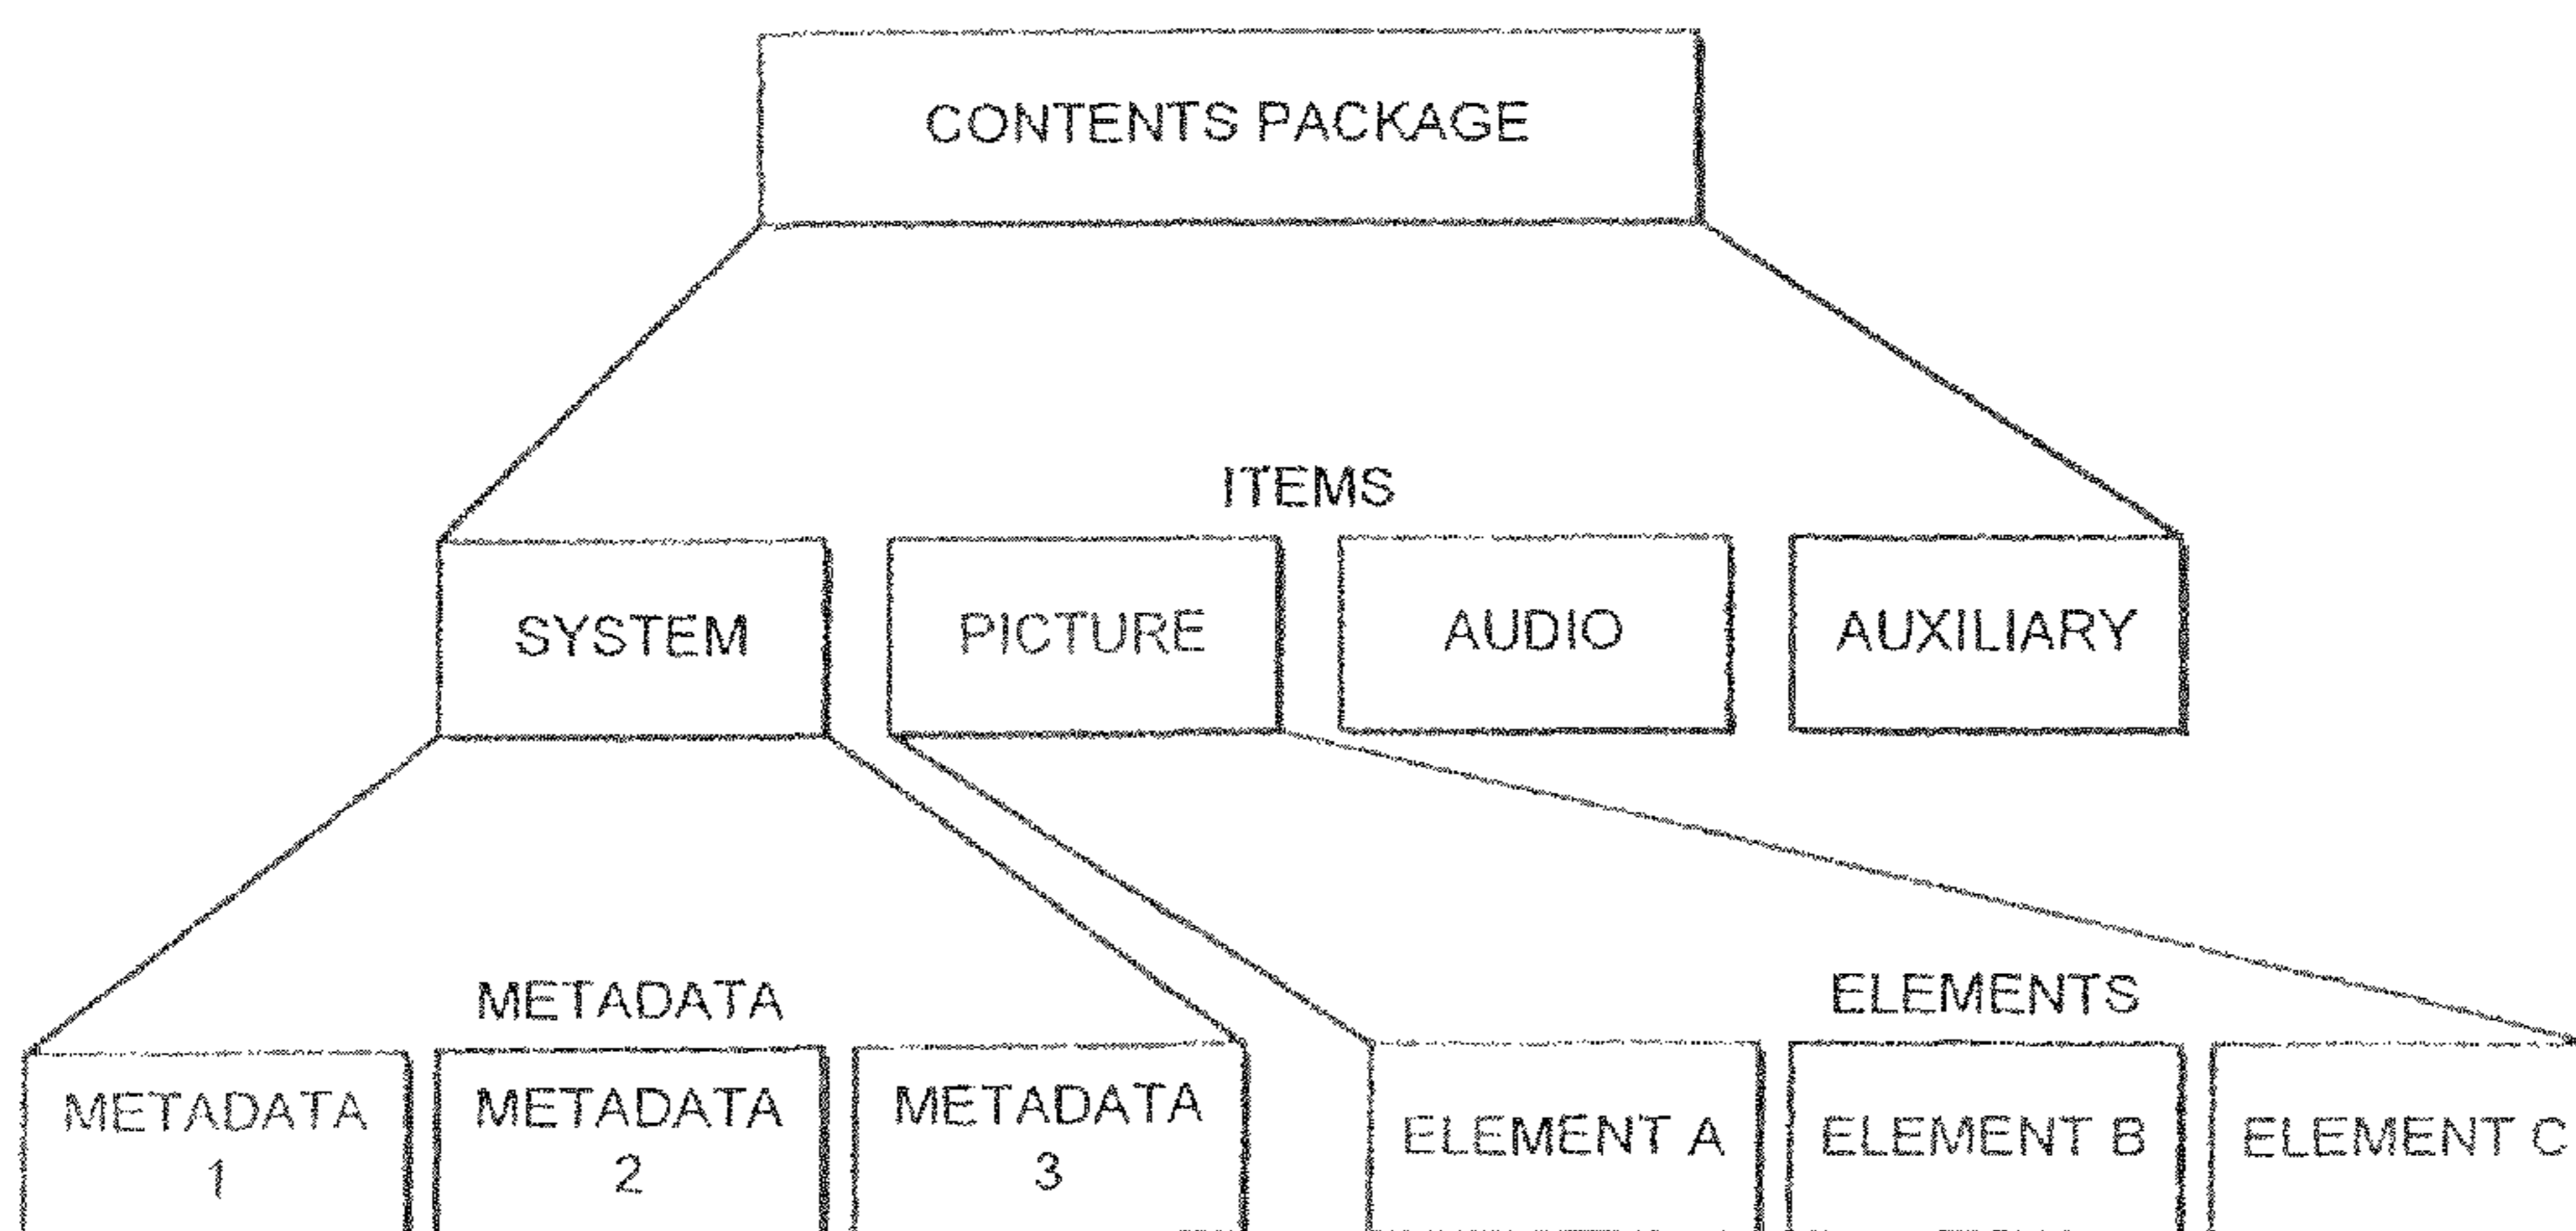 CONTENTS PACKAGE
ITEMS
SYSTEM
PICTURE
AUDIO
AUXILIARY
METADATA
METADATA
1
METADATA
2
METADATA
3
ELEMENTS
ELEMENT A
ELEMENT B
ELEMENT C